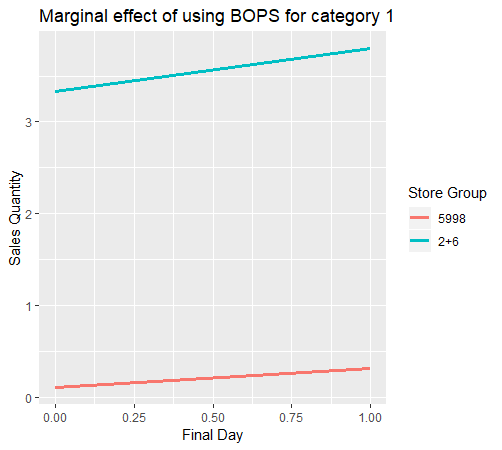 Marginal effect of using BOPS for category 1
Sales Quantity
3
2
1
0
0.00 0.25 0.50 0.75 1.00
Final Day
Store Group
5998
2+6